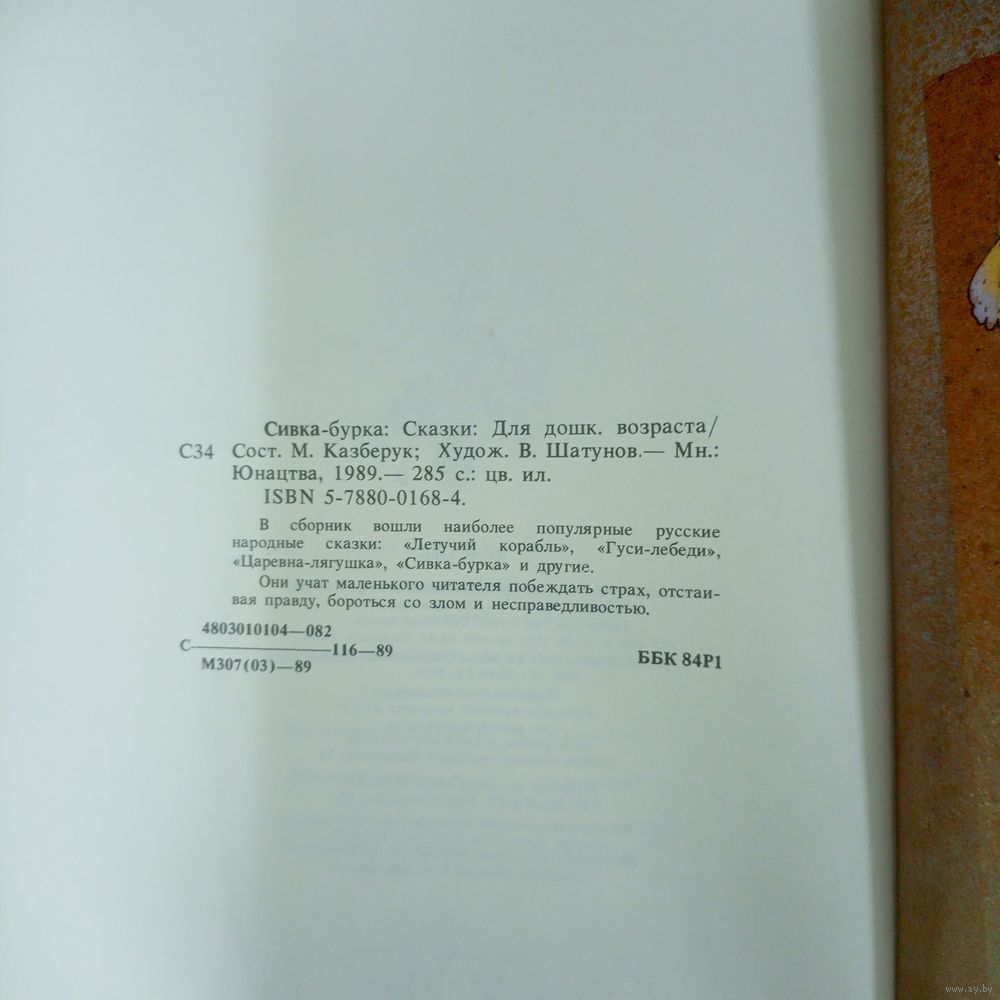 Сивка-бурка: Сказки: Для дошк. возраста/
С34 Сост. М. Казберук; Худож. В. Шатунов.— Мн.:
Юнацтва, 1989.— 285 с.: цв. ил.
ISBN 5-7880-0168-4.
В сборник вошли наиболее популярные русские
народные сказки: «Летучий корабль», «Гуси-лебеди»,
«Царевна-лягушка», «Сивка-бурка» и другие.
Они учат маленького читателя побеждать страх, отстаи-
вая правду, бороться со злом и несправедливостью.
4803010104—082
С—————————116—89
М307(03)—89
ББК 84Р1
www.ay.by